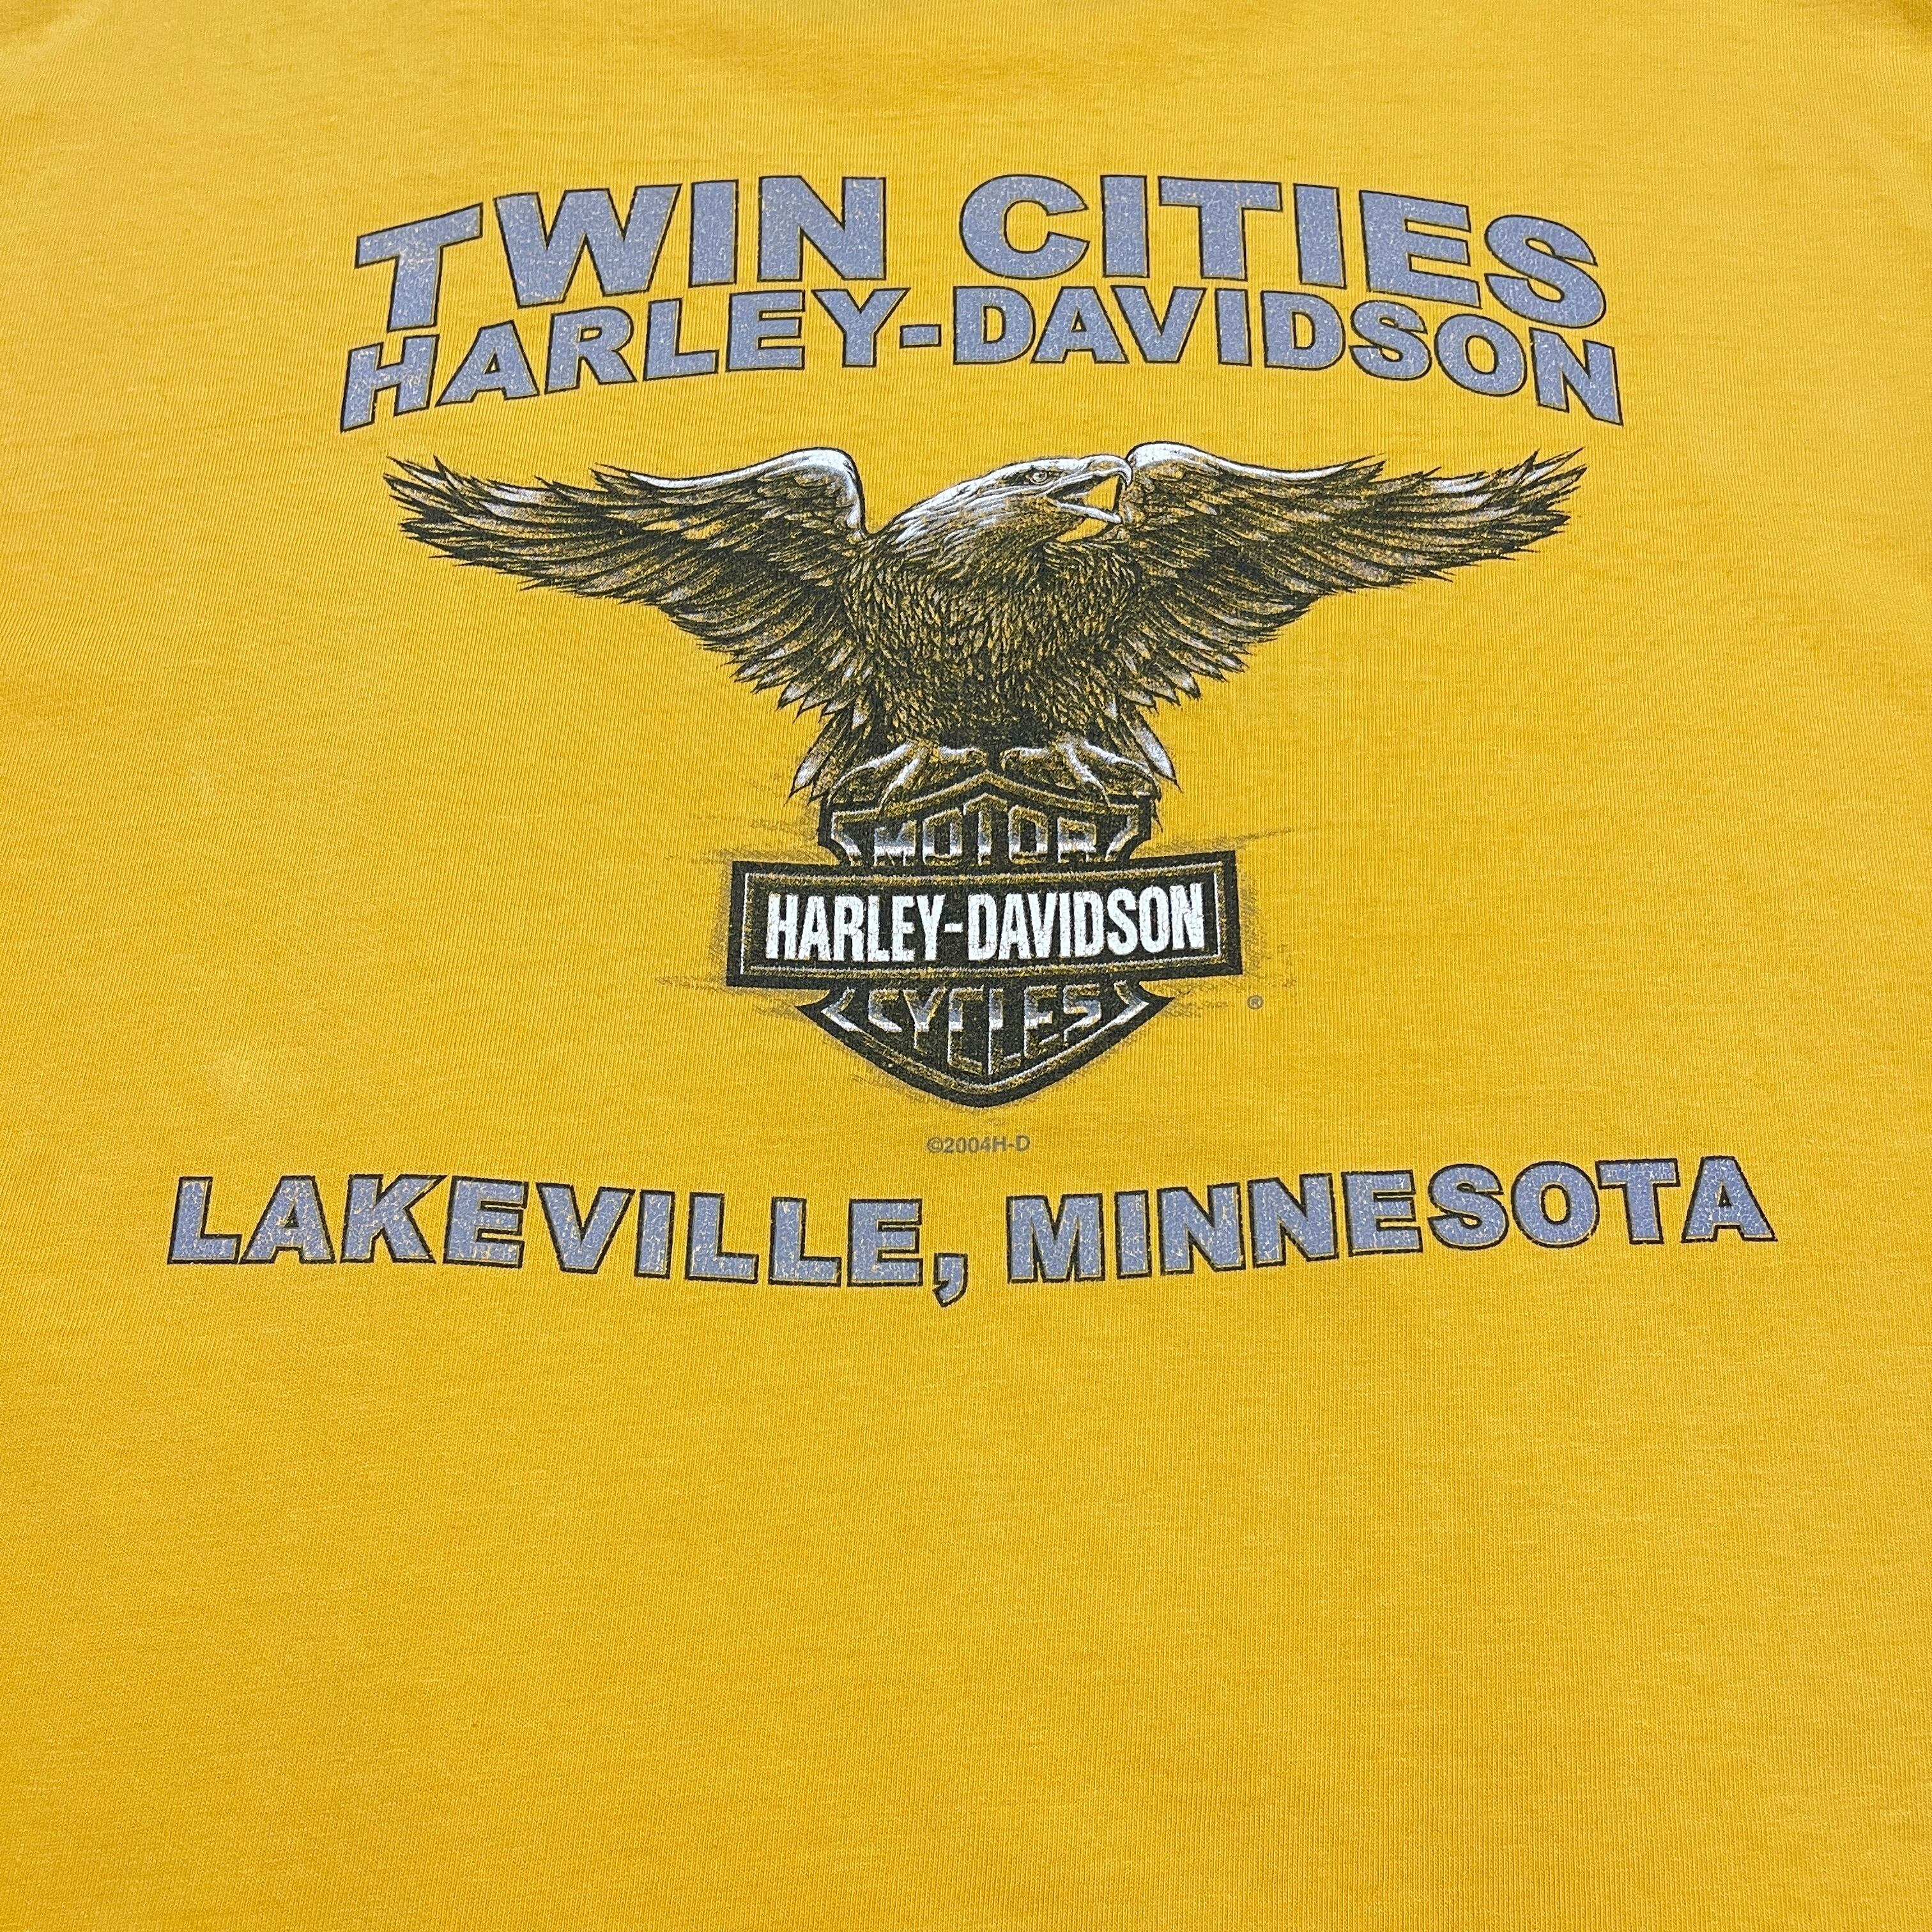 TWIN CITIES
HARLEY-DAVIDSON
MOTOR
HARLEY-DAVIDSON
CYCLES
®
©2004H-D
LAKEVILLE, MINNESOTA